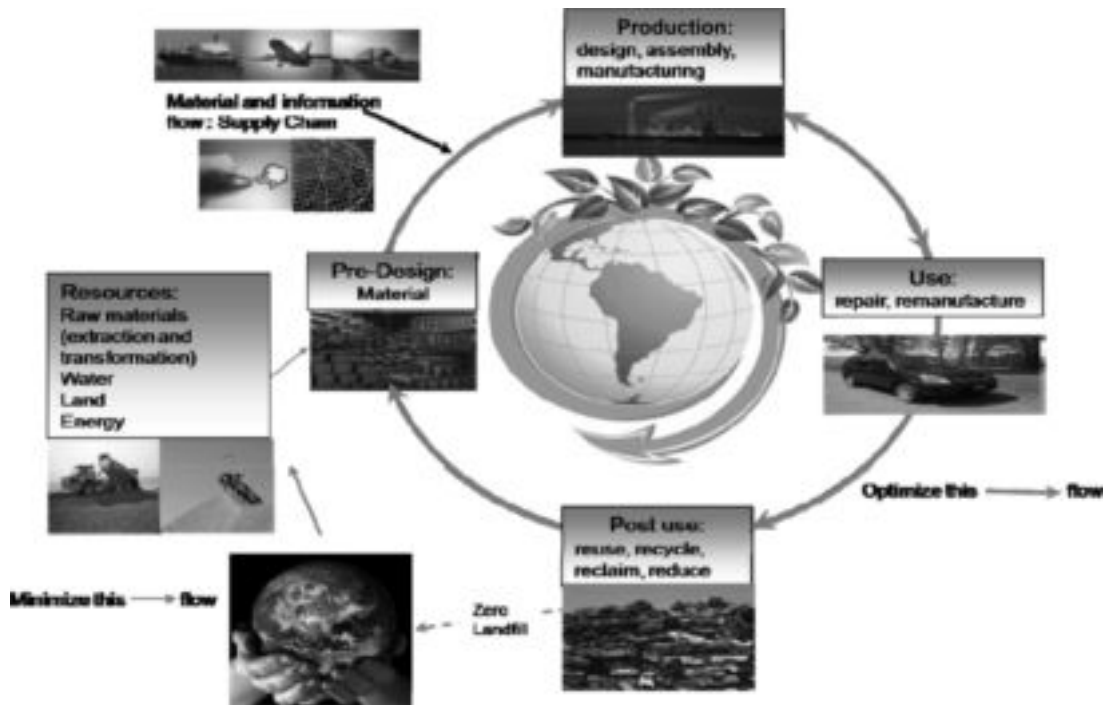 Production:
design, assembly,
manufacturing
Material and information
flow : Supply Chain
Pre-Design:
Material
Use:
repair, remanufacture
Resources:
Raw materials
(extraction and
transformation)
Water
Land
Energy
Optimize this flow
Post use:
reuse, recycle,
reclaim, reduce
Minimize this flow
Zero
Landfill